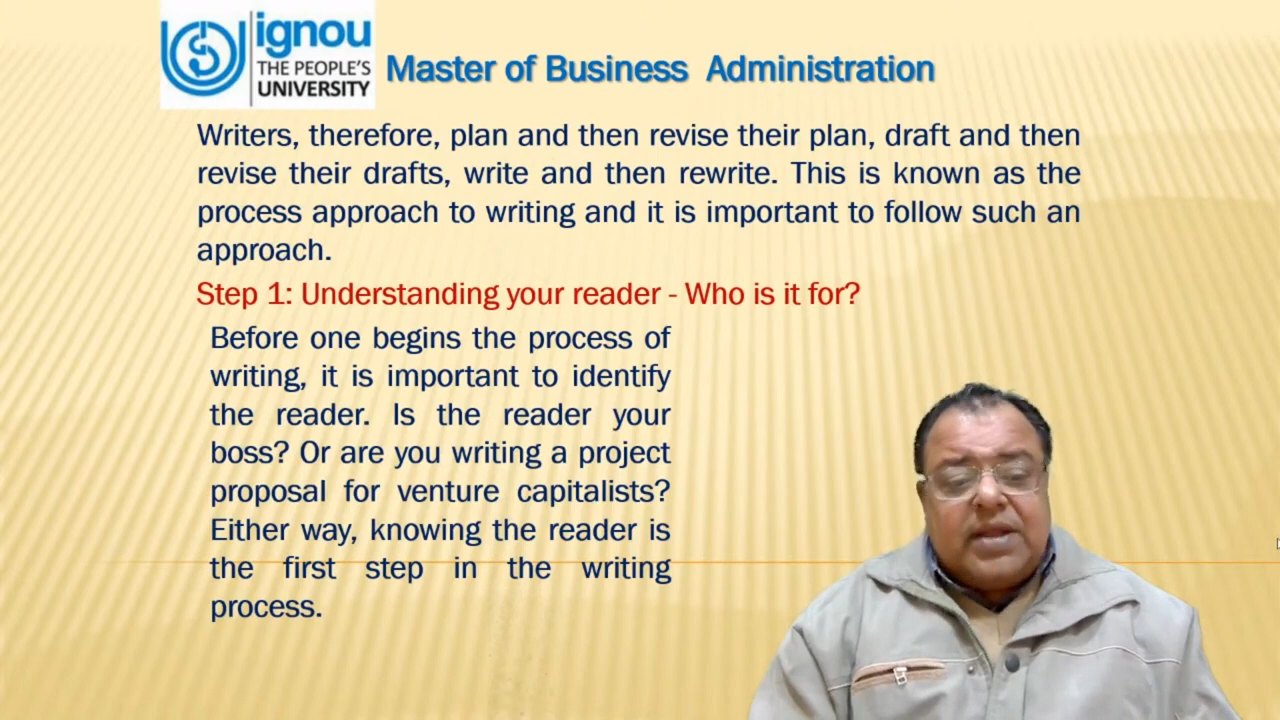 ignou
THE PEOPLE'S
UNIVERSITY
Master of Business Administration
Writers, therefore, plan and then revise their plan, draft and then
revise their drafts, write and then rewrite. This is known as the
process approach to writing and it is important to follow such an
approach.
Step 1: Understanding your reader - Who is it for?
Before one begins the process of
writing, it is important to identify
the reader. Is the reader your
boss? Or are you writing a project
proposal for venture capitalists?
Either way, knowing the reader is
the first step in the writing
process.